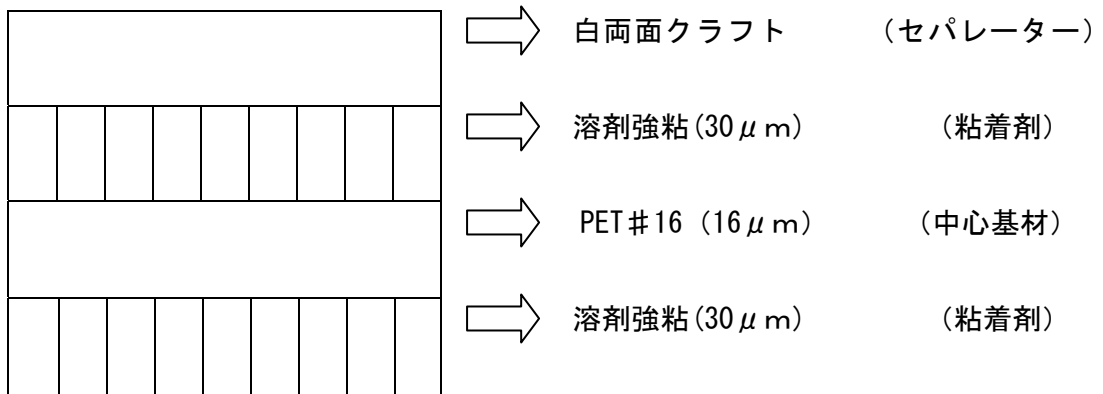 白両面クラフト （セパレーター）
溶剤強粘(30μm) （粘着剤）
PET♯16（16μm） （中心基材）
溶剤強粘(30μm) （粘着剤）